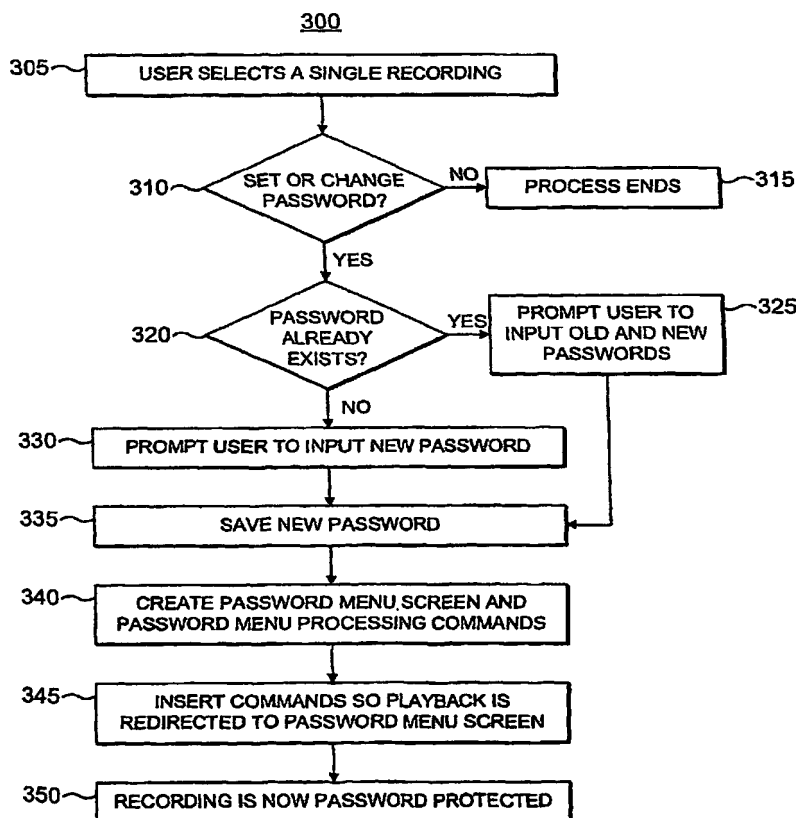 300
305
USER SELECTS A SINGLE RECORDING
310
SET OR CHANGE
PASSWORD?
NO
PROCESS ENDS
315
YES
320
PASSWORD
ALREADY
EXISTS?
YES
PROMPT USER TO
INPUT OLD AND NEW
PASSWORDS
325
NO
330
PROMPT USER TO INPUT NEW PASSWORD
335
SAVE NEW PASSWORD
340
CREATE PASSWORD MENU SCREEN AND
PASSWORD MENU PROCESSING COMMANDS
345
INSERT COMMANDS SO PLAYBACK IS
REDIRECTED TO PASSWORD MENU SCREEN
350
RECORDING IS NOW PASSWORD PROTECTED